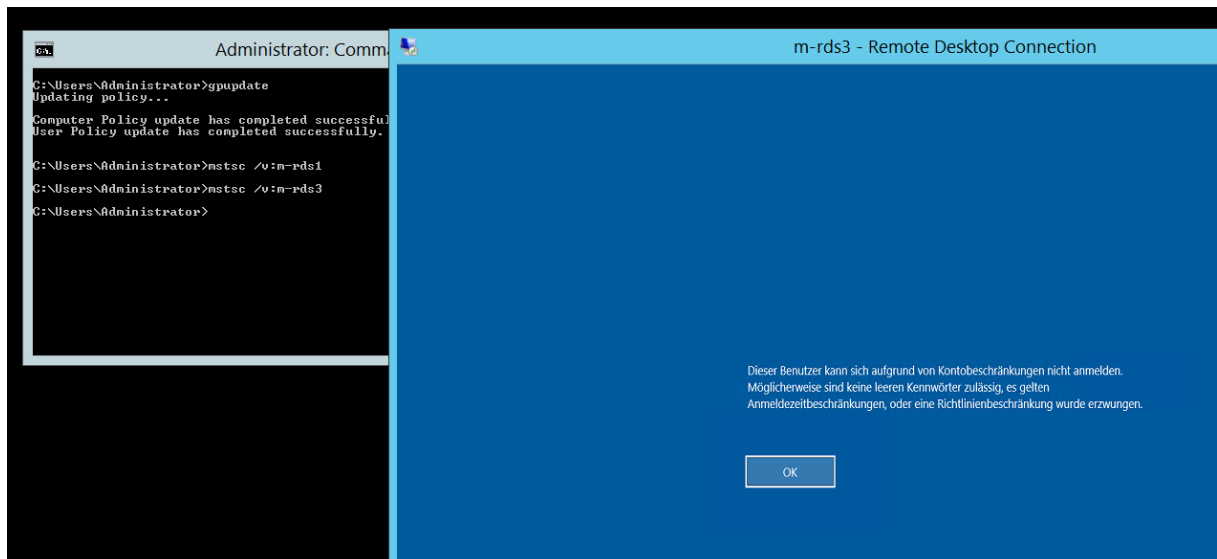 Administrator: Comma
C:\Users\Administrator>gpupdate
Updating policy...
Computer Policy update has completed successful
User Policy update has completed successfully.
C:\Users\Administrator>mstsc /v:m-rds1
C:\Users\Administrator>mstsc /v:m-rds3
C:\Users\Administrator>
m-rds3 - Remote Desktop Connection
Dieser Benutzer kann sich aufgrund von Kontobeschränkungen nicht anmelden.
Möglicherweise sind keine leeren Kennwörter zulässig, es gelten
Anmeldezeitbeschränkungen, oder eine Richtlinienbeschränkung wurde erzwungen.
OK